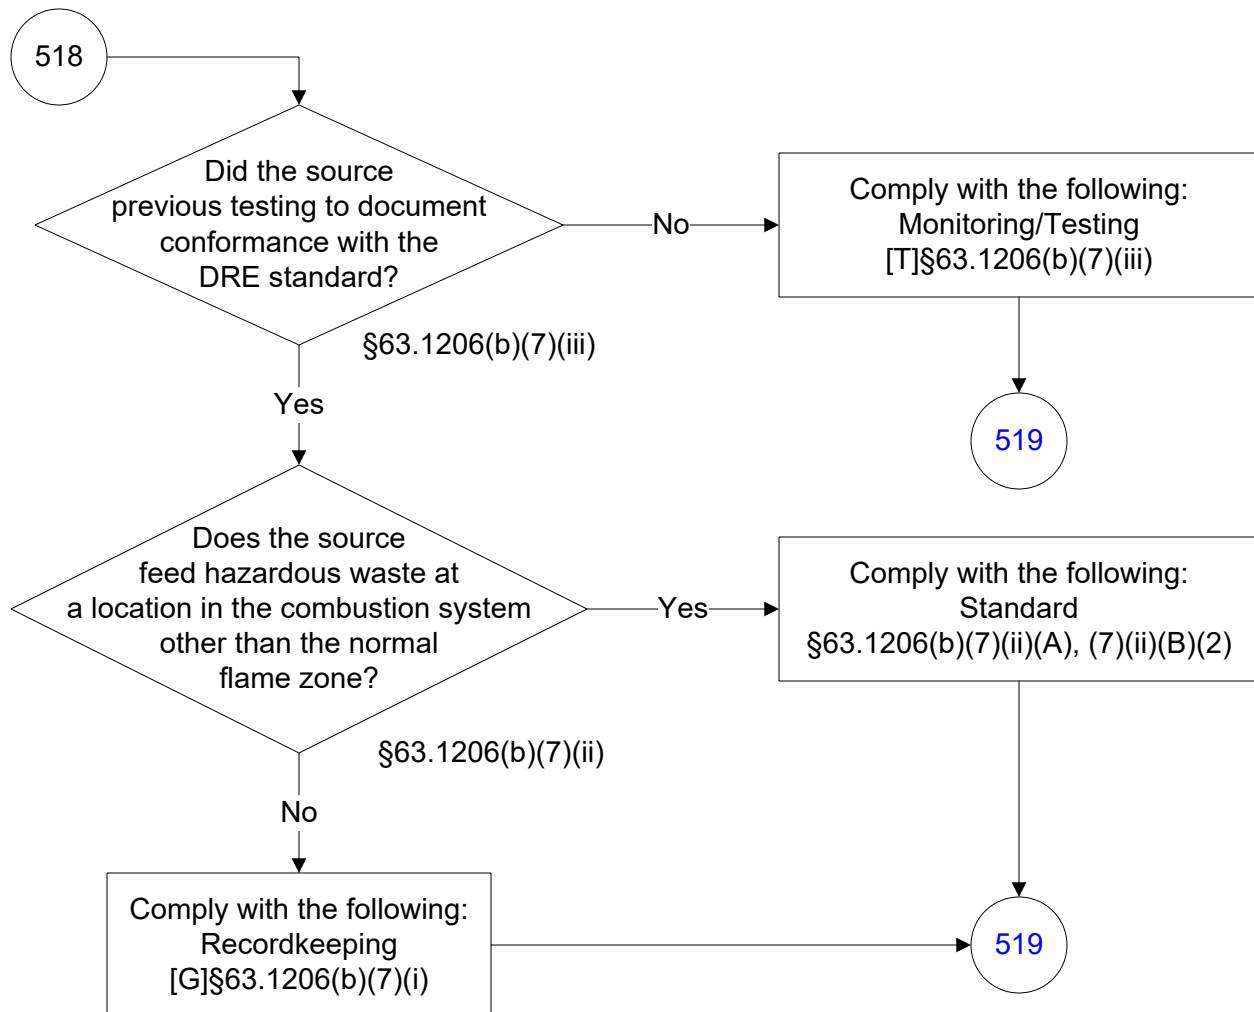 518
Did the source
previous testing to document
conformance with the
DRE standard?
§63.1206(b)(7)(iii)
No
Comply with the following:
Monitoring/Testing
[T]§63.1206(b)(7)(iii)
519
Yes
Does the source
feed hazardous waste at
a location in the combustion system
other than the normal
flame zone?
§63.1206(b)(7)(ii)
Yes
Comply with the following:
Standard
§63.1206(b)(7)(ii)(A), (7)(ii)(B)(2)
No
Comply with the following:
Recordkeeping
[G]§63.1206(b)(7)(i)
519